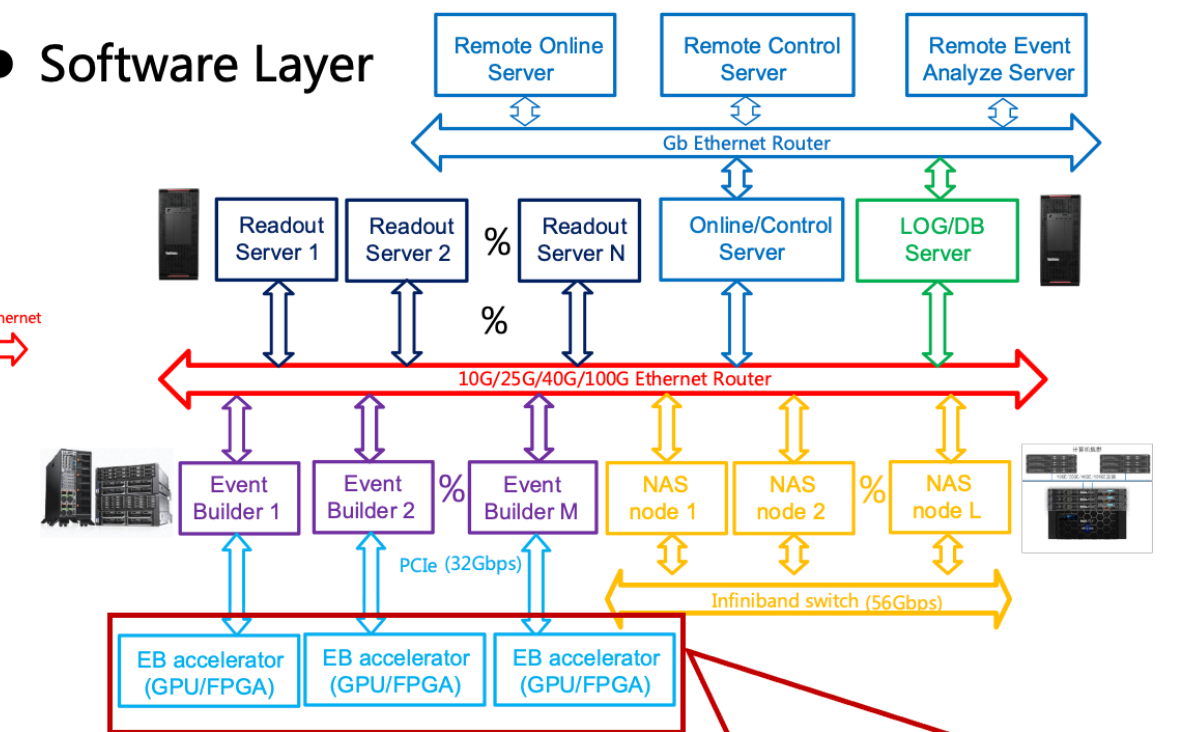 ● Software Layer
Remote Online
Server
Remote Control
Server
Remote Event
Analyze Server
Gb Ethernet Router
Readout
Server 1
Readout
Server 2
%
Readout
Server N
Online/Control
Server
LOG/DB
Server
%
10G/25G/40G/100G Ethernet Router
Event
Builder 1
Event
Builder 2
%
Event
Builder M
NAS
node 1
NAS
node 2
%
NAS
node L
PCIe (32Gbps)
Infiniband switch (56Gbps)
EB accelerator
(GPU/FPGA)
EB accelerator
(GPU/FPGA)
EB accelerator
(GPU/FPGA)